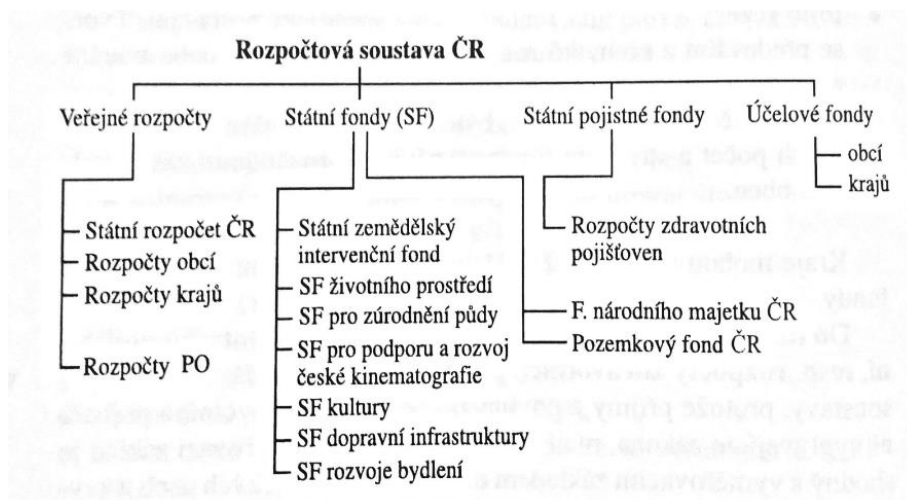 Rozpočtová soustava ČR
Veřejné rozpočty
Státní rozpočet ČR
Rozpočty obcí
Rozpočty krajů
Rozpočty PO
Státní fondy (SF)
Státní zemědělský
intervenční fond
SF životního prostředí
SF pro zúrodnění půdy
SF pro podporu a rozvoj
české kinematografie
SF kultury
SF dopravní infrastruktury
SF rozvoje bydlení
F. národního majetku ČR
Pozemkový fond ČR
Státní pojistné fondy
Rozpočty zdravotních
pojišťoven
Účelové fondy
obcí
krajů